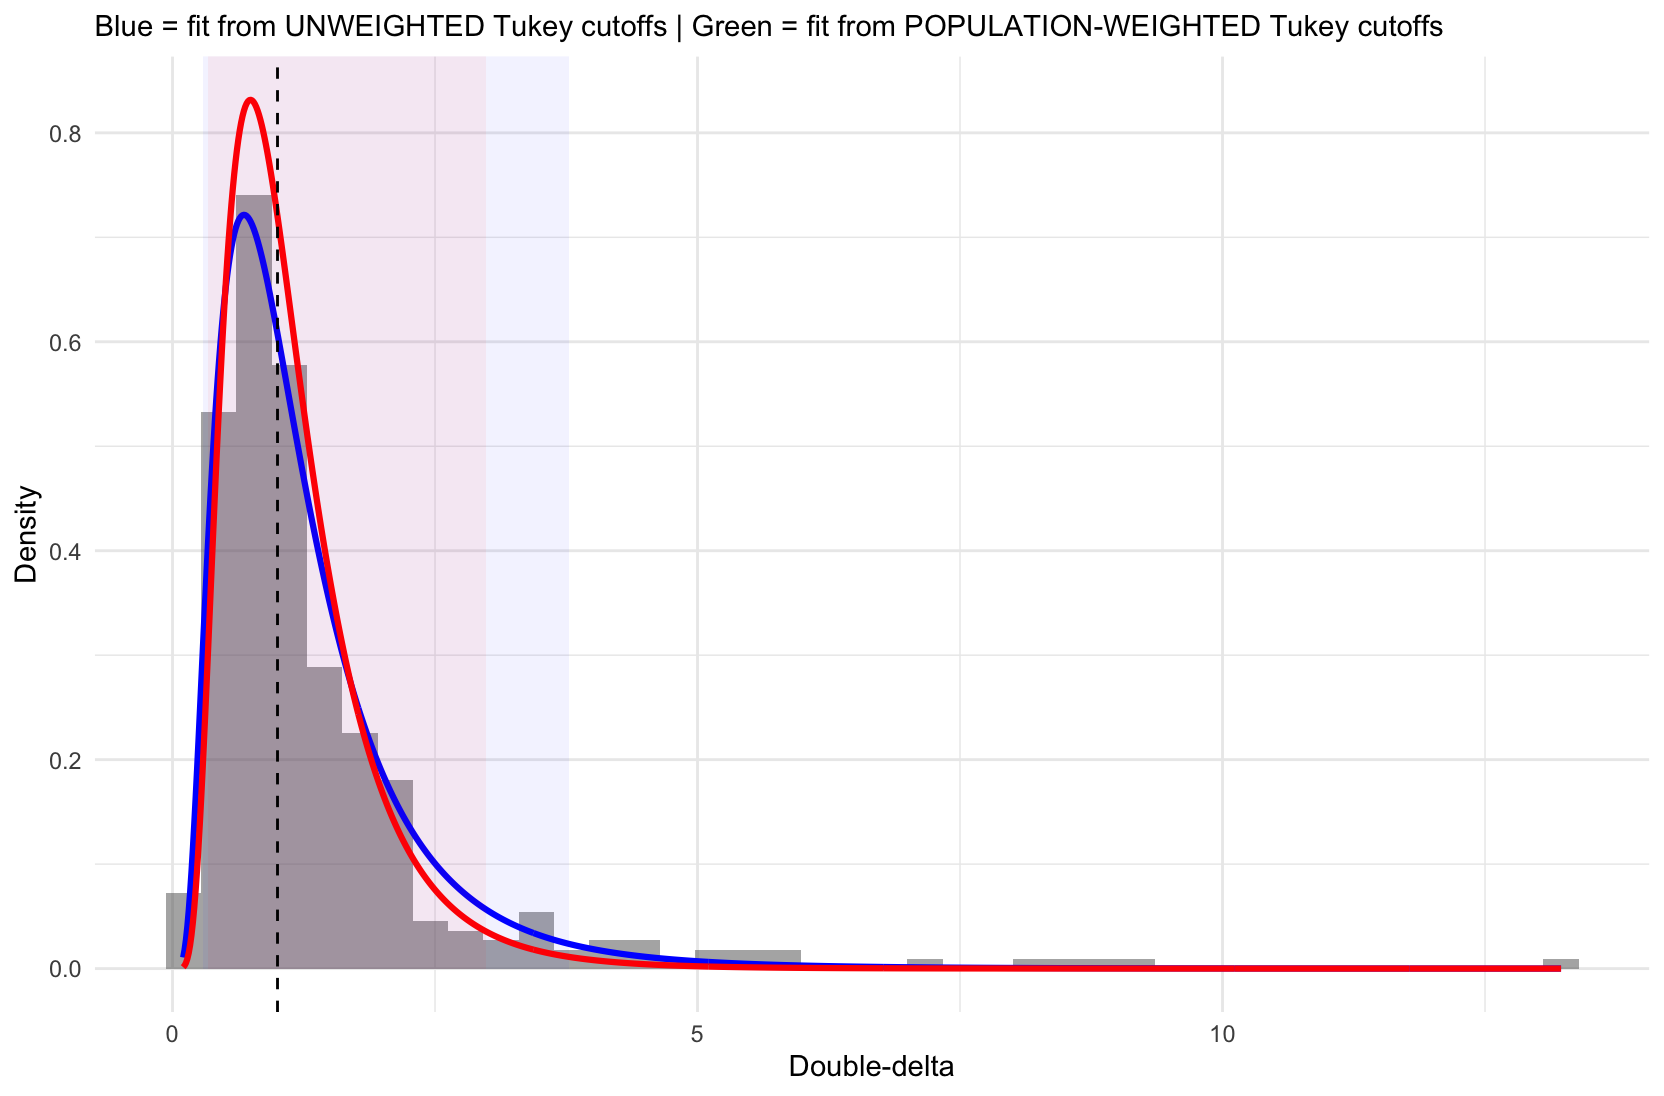 Blue = fit from UNWEIGHTED Tukey cutoffs | Green = fit from POPULATION-WEIGHTED Tukey cutoffs
Density
0.8
0.6
0.4
0.2
0.0
0 5 10
Double-delta